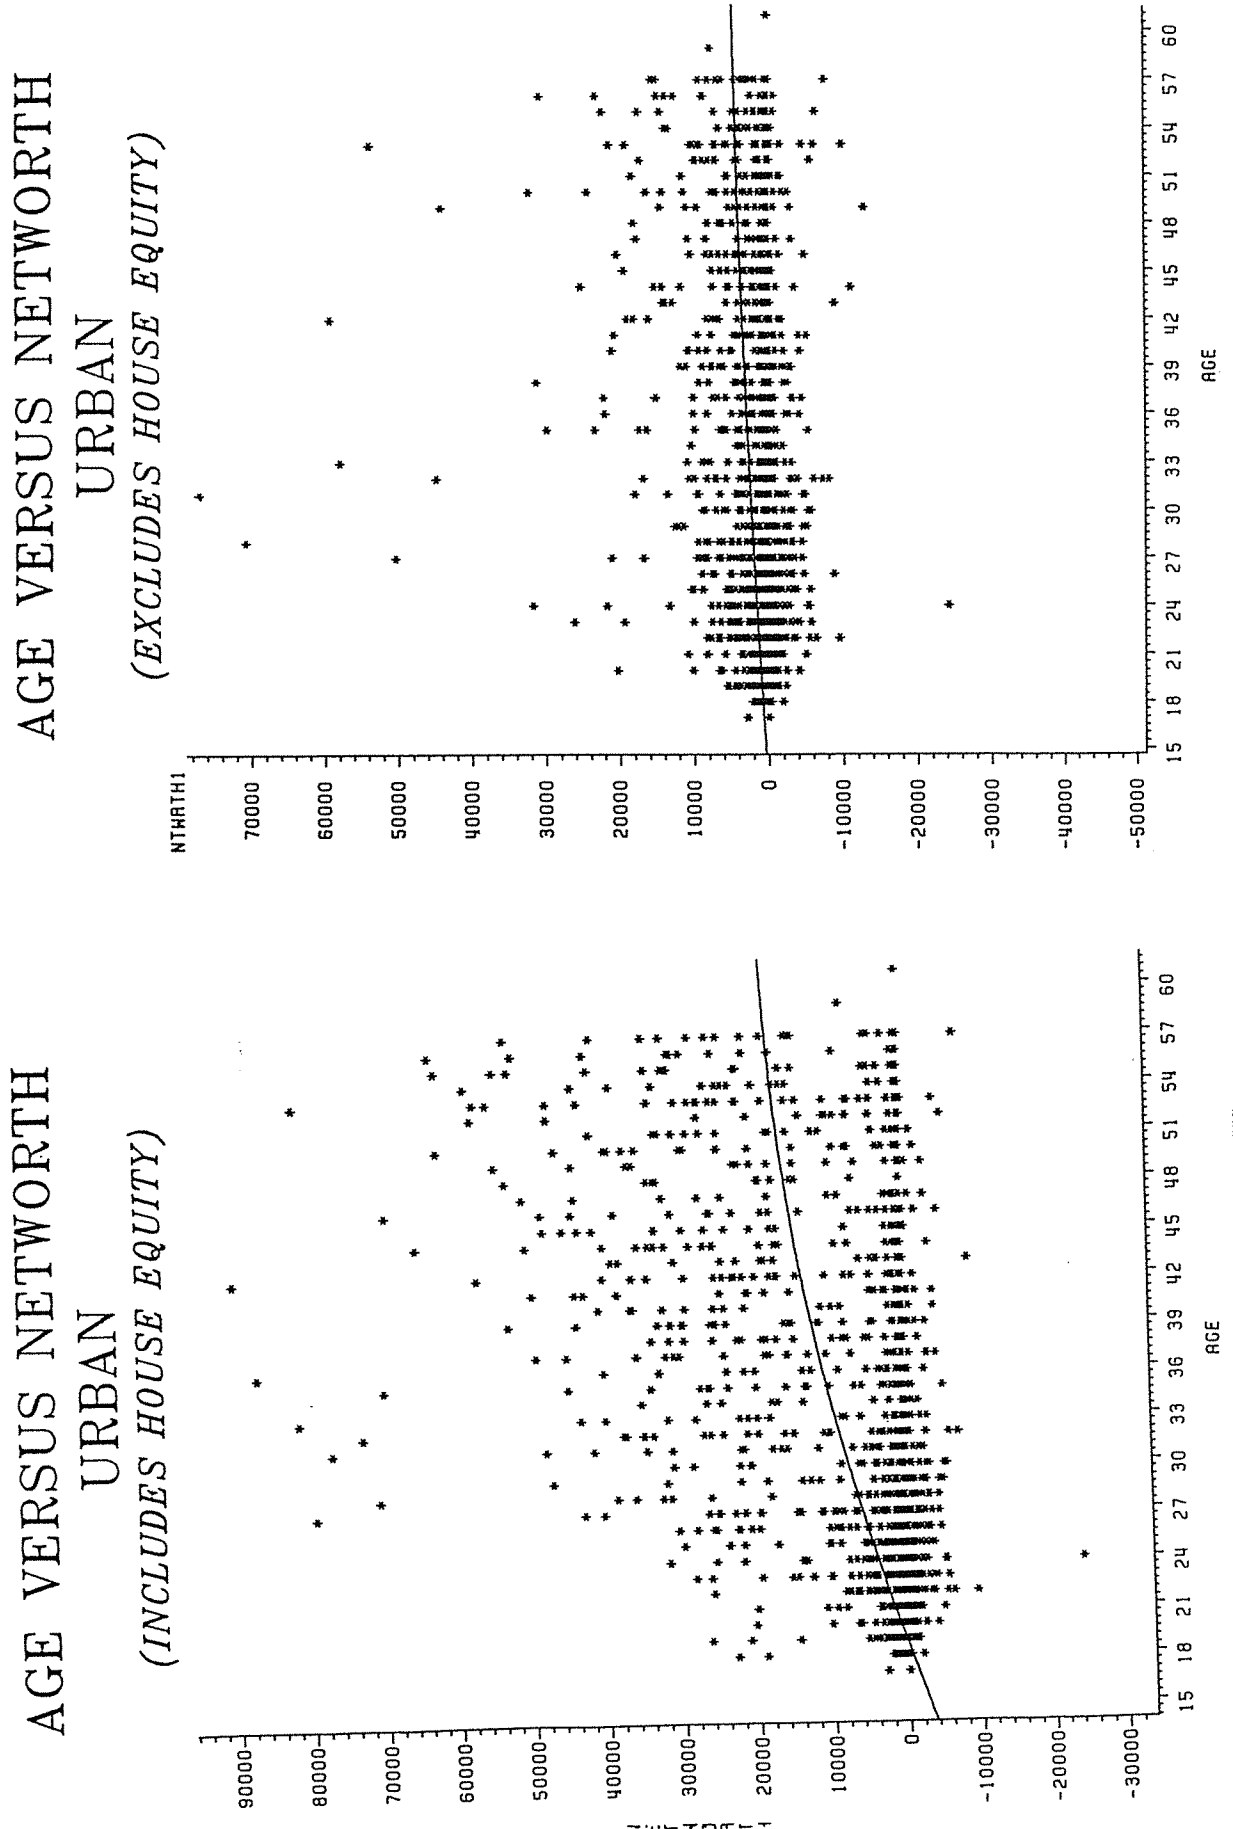 AGE VERSUS NETWORTH
URBAN
(INCLUDES HOUSE EQUITY)
90000
80000
70000
60000
50000
40000
30000
20000
10000
0
-10000
-20000
-30000
15 18 21 24 27 30 33 36 39 42 45 48 51 54 57 60
AGE
AGE VERSUS NETWORTH
URBAN
(EXCLUDES HOUSE EQUITY)
NTWRTH1
70000
60000
50000
40000
30000
20000
10000
0
-10000
-20000
-30000
-40000
-50000
15 18 21 24 27 30 33 36 39 42 45 48 51 54 57 60
AGE